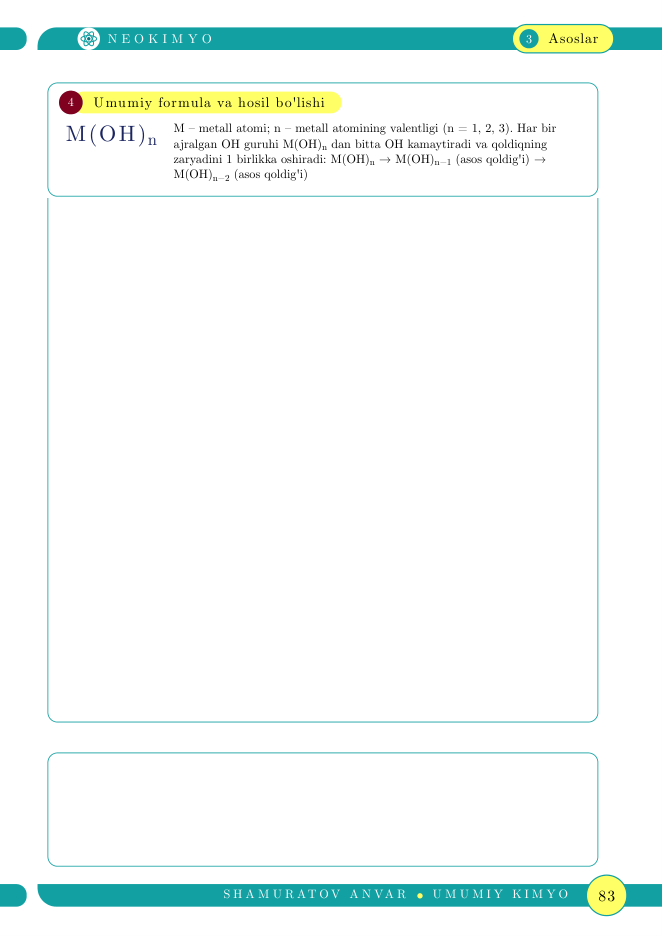 NEOKIMYO
3 Asoslar
4 Umumiy formula va hosil bo'lishi
M(OH)ₙ
M – metall atomi; n – metall atomining valentligi (n = 1, 2, 3). Har bir
ajralgan OH guruhi M(OH)ₙ dan bitta OH kamaytiradi va qoldiqning
zaryadini 1 birlikka oshiradi: M(OH)ₙ → M(OH)ₙ₋₁ (asos qoldig'i) →
M(OH)ₙ₋₂ (asos qoldig'i)
SHAMURATOV ANVAR • UMUMIY KIMYO
83